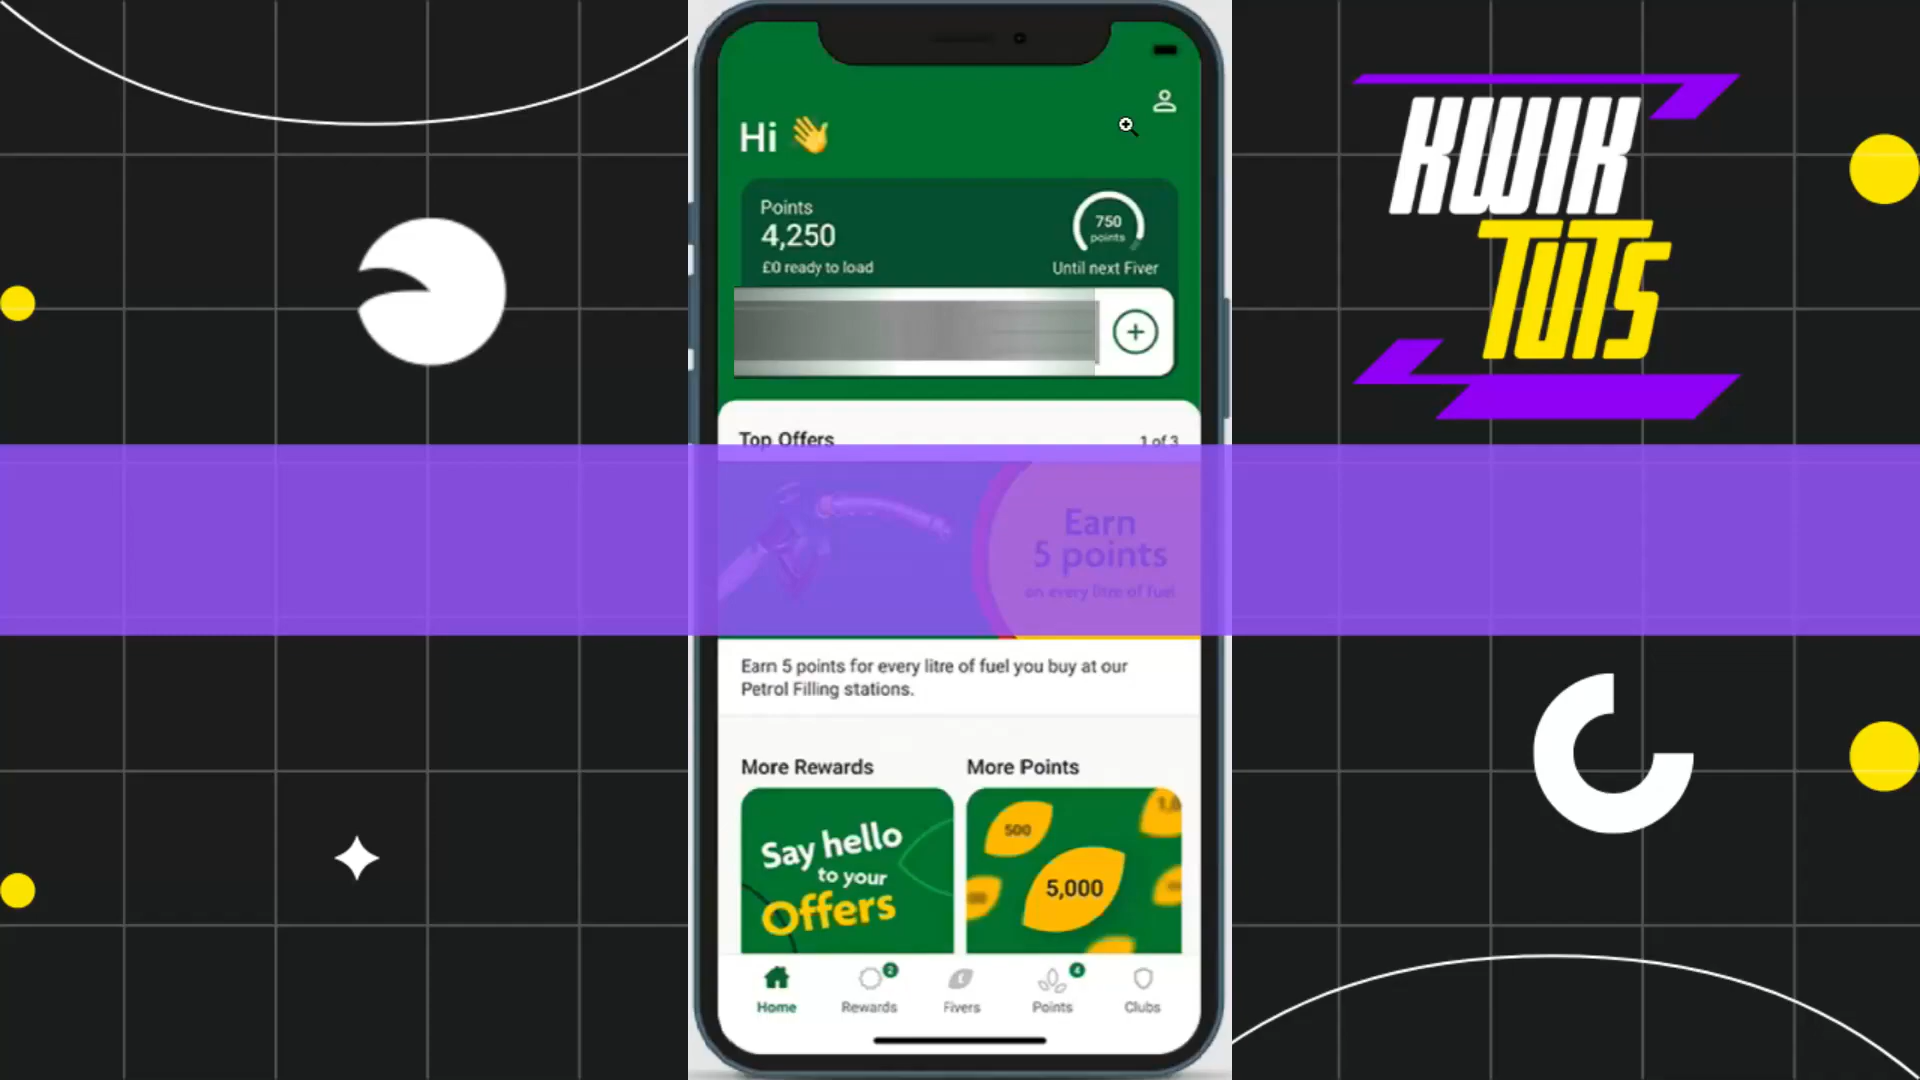 KWIK
TUTS
Hi
Points
4,250
£0 ready to load
750
points
Until next Fiver
Top Offers
1 of 3
Earn
5 points
on every litre of fuel
Earn 5 points for every litre of fuel you buy at our
Petrol Filling stations.
More Rewards
More Points
Say hello
to your
Offers
500
5,000
2
4
Home
Rewards
Fivers
Points
Clubs